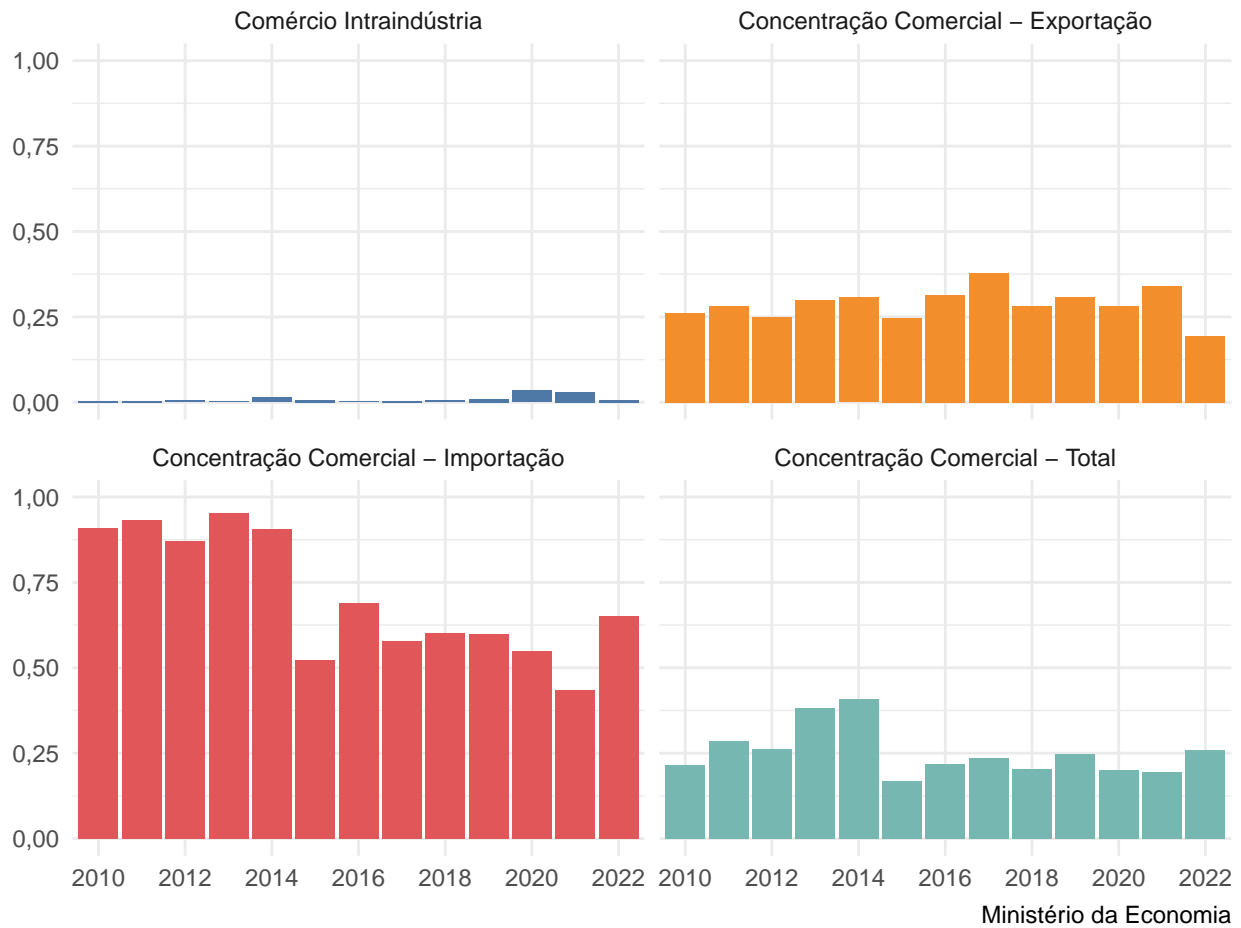 Comércio Intraindústria
Concentração Comercial – Exportação
1,00
0,75
0,50
0,25
0,00
Concentração Comercial – Importação
Concentração Comercial – Total
1,00
0,75
0,50
0,25
0,00
2010 2012 2014 2016 2018 2020 2022
2010 2012 2014 2016 2018 2020 2022
Ministério da Economia